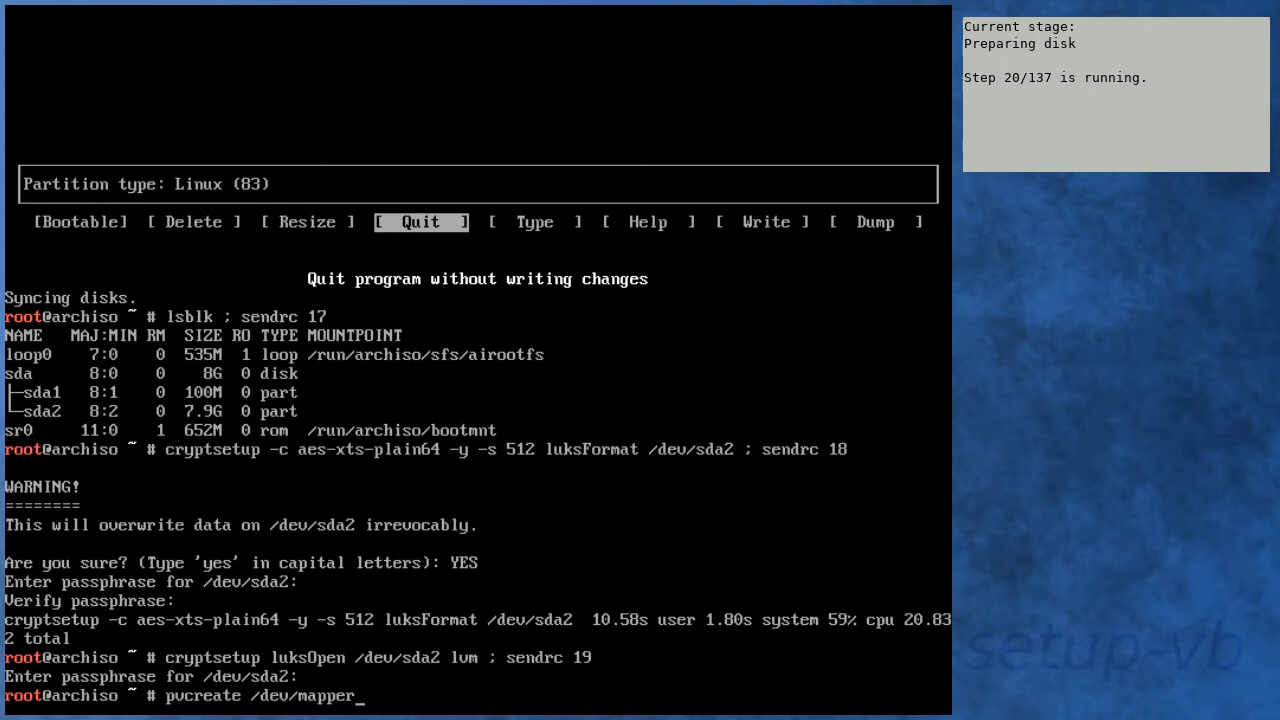 Partition type: Linux (83)
[Bootable] [ Delete ] [ Resize ] [ Quit ] [ Type ] [ Help ] [ Write ] [ Dump ]
Quit program without writing changes
Syncing disks.
root@archiso ~ # lsblk ; sendrc 17
NAME MAJ:MIN RM SIZE RO TYPE MOUNTPOINT
loop0 7:0 0 535M 1 loop /run/archiso/sfs/airootfs
sda 8:0 0 8G 0 disk
├─sda1 8:1 0 100M 0 part
└─sda2 8:2 0 7.9G 0 part
sr0 11:0 1 652M 0 rom /run/archiso/bootmnt
root@archiso ~ # cryptsetup -c aes-xts-plain64 -y -s 512 luksFormat /dev/sda2 ; sendrc 18
WARNING!
========
This will overwrite data on /dev/sda2 irrevocably.
Are you sure? (Type 'yes' in capital letters): YES
Enter passphrase for /dev/sda2:
Verify passphrase:
cryptsetup -c aes-xts-plain64 -y -s 512 luksFormat /dev/sda2 10.58s user 1.80s system 59% cpu 20.83
2 total
root@archiso ~ # cryptsetup luksOpen /dev/sda2 lvm ; sendrc 19
Enter passphrase for /dev/sda2:
root@archiso ~ # pvcreate /dev/mapper_
Current stage:
Preparing disk
Step 20/137 is running.
setup-vb